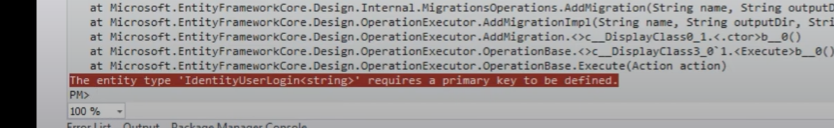 at Microsoft.EntityFrameworkCore.Design.Internal.MigrationsOperations.AddMigration(String name, String outputD
at Microsoft.EntityFrameworkCore.Design.OperationExecutor.AddMigrationImpl(String name, String outputDir, Stri
at Microsoft.EntityFrameworkCore.Design.OperationExecutor.AddMigration.<>c__DisplayClass0_1.<.ctor>b__0()
at Microsoft.EntityFrameworkCore.Design.OperationExecutor.OperationBase.<>c__DisplayClass3_0`1.<Execute>b__0()
at Microsoft.EntityFrameworkCore.Design.OperationExecutor.OperationBase.Execute(Action action)
The entity type 'IdentityUserLogin<string>' requires a primary key to be defined.
PM>
100 %
Error List Output Package Manager Console